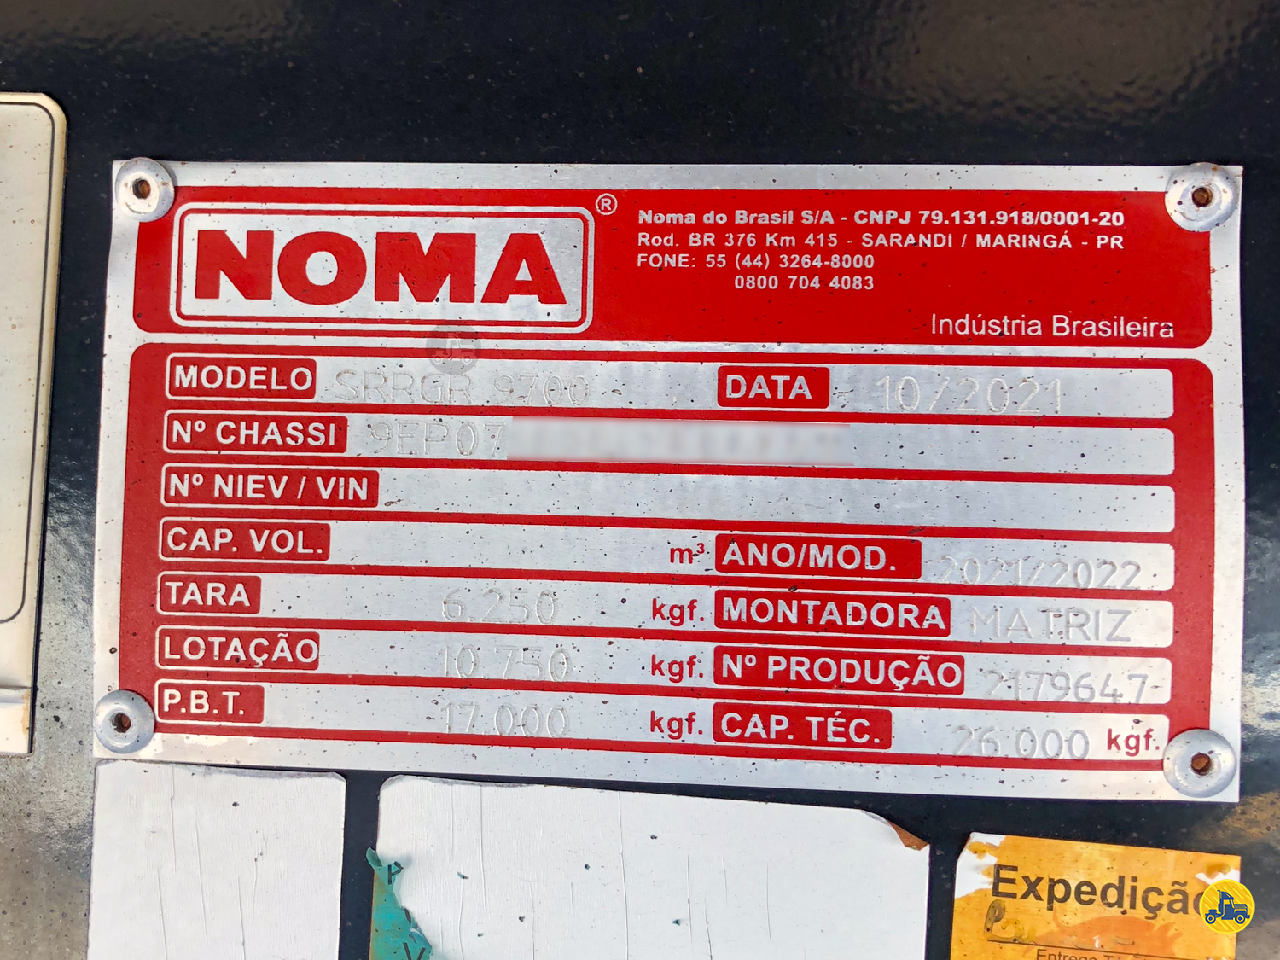 NOMA ®
Noma do Brasil S/A - CNPJ 79.131.918/0001-20
Rod. BR 376 Km 415 - SARANDI / MARINGÁ - PR
FONE: 55 (44) 3264-8000
0800 704 4083
Indústria Brasileira
MODELO SRRGR 9700 DATA 10/2021
Nº CHASSI 9EP07
Nº NIEV / VIN
CAP. VOL. m³ ANO/MOD. 2021/2022
TARA 6.250 kgf. MONTADORA MATRIZ
LOTAÇÃO 10.750 kgf. Nº PRODUÇÃO 2179647
P.B.T. 17.000 kgf. CAP. TÉC. 26.000 kgf.
Expedição